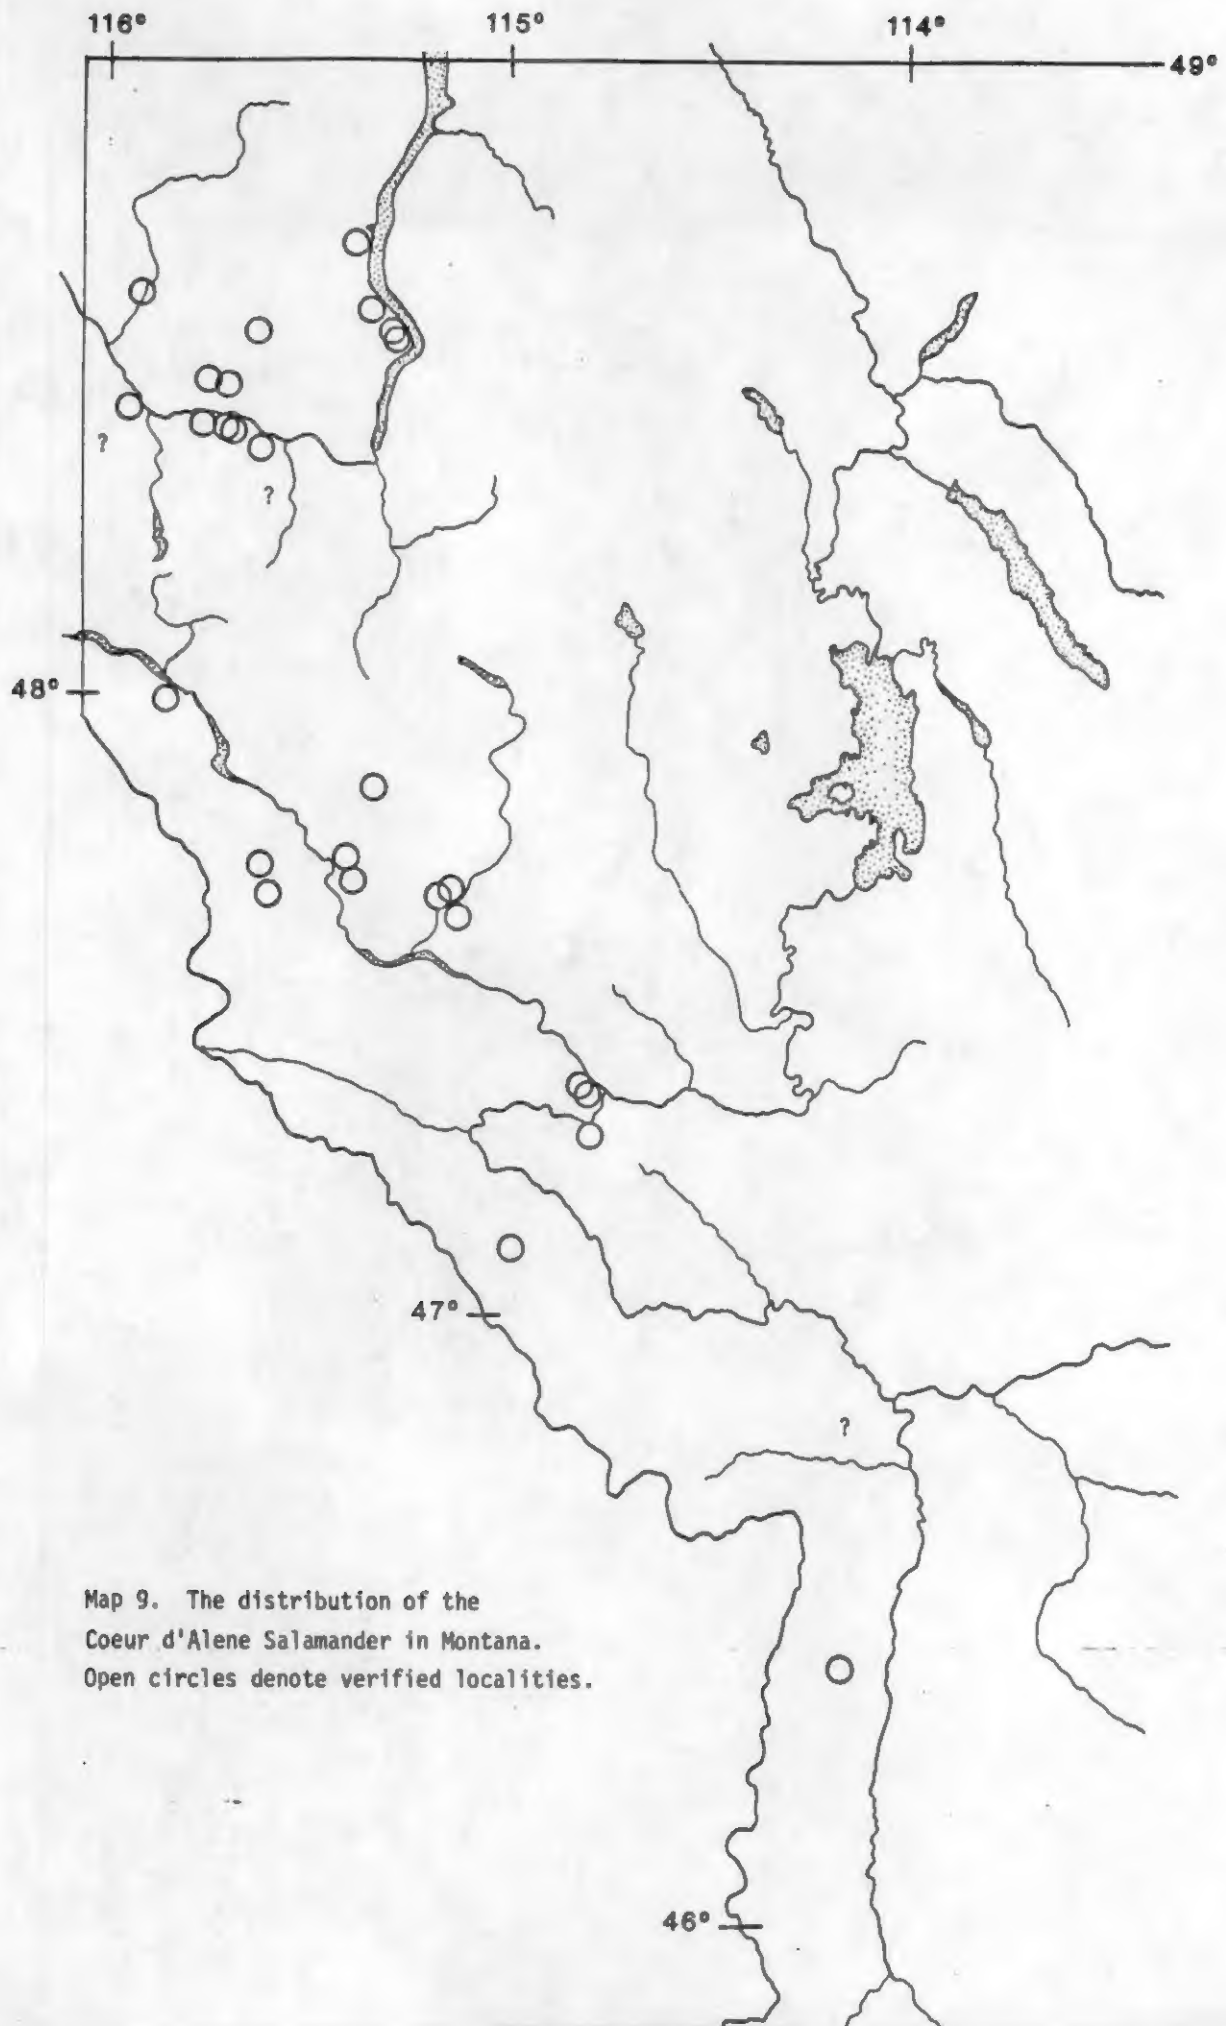 116° 115° 114°
49°
?
?
48°
47°
?
Map 9. The distribution of the
Coeur d'Alene Salamander in Montana.
Open circles denote verified localities.
46°